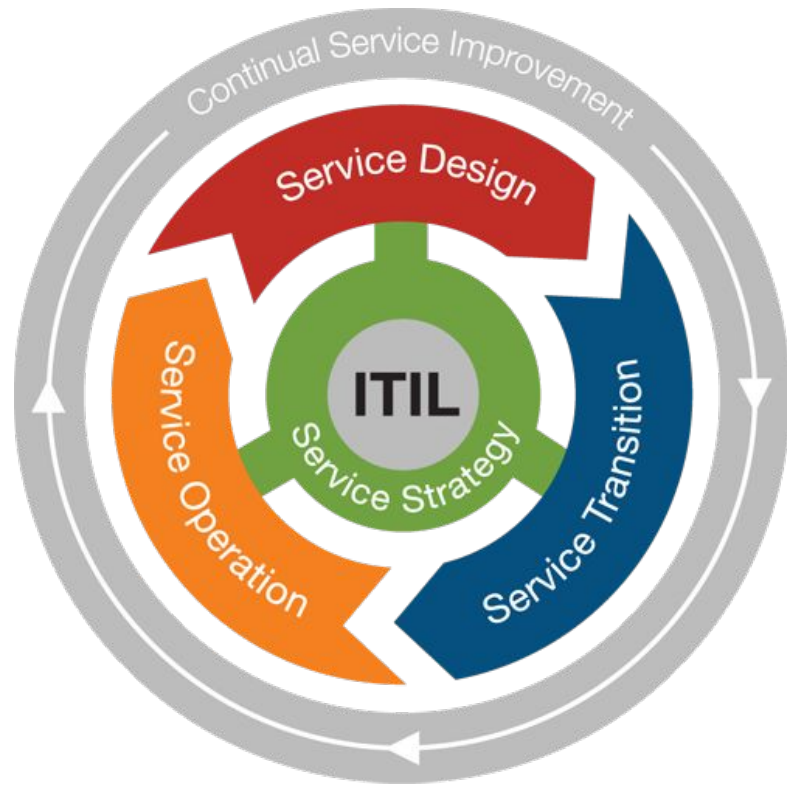 Continual Service Improvement
Service Design
Service Transition
Service Operation
Service Strategy
ITIL